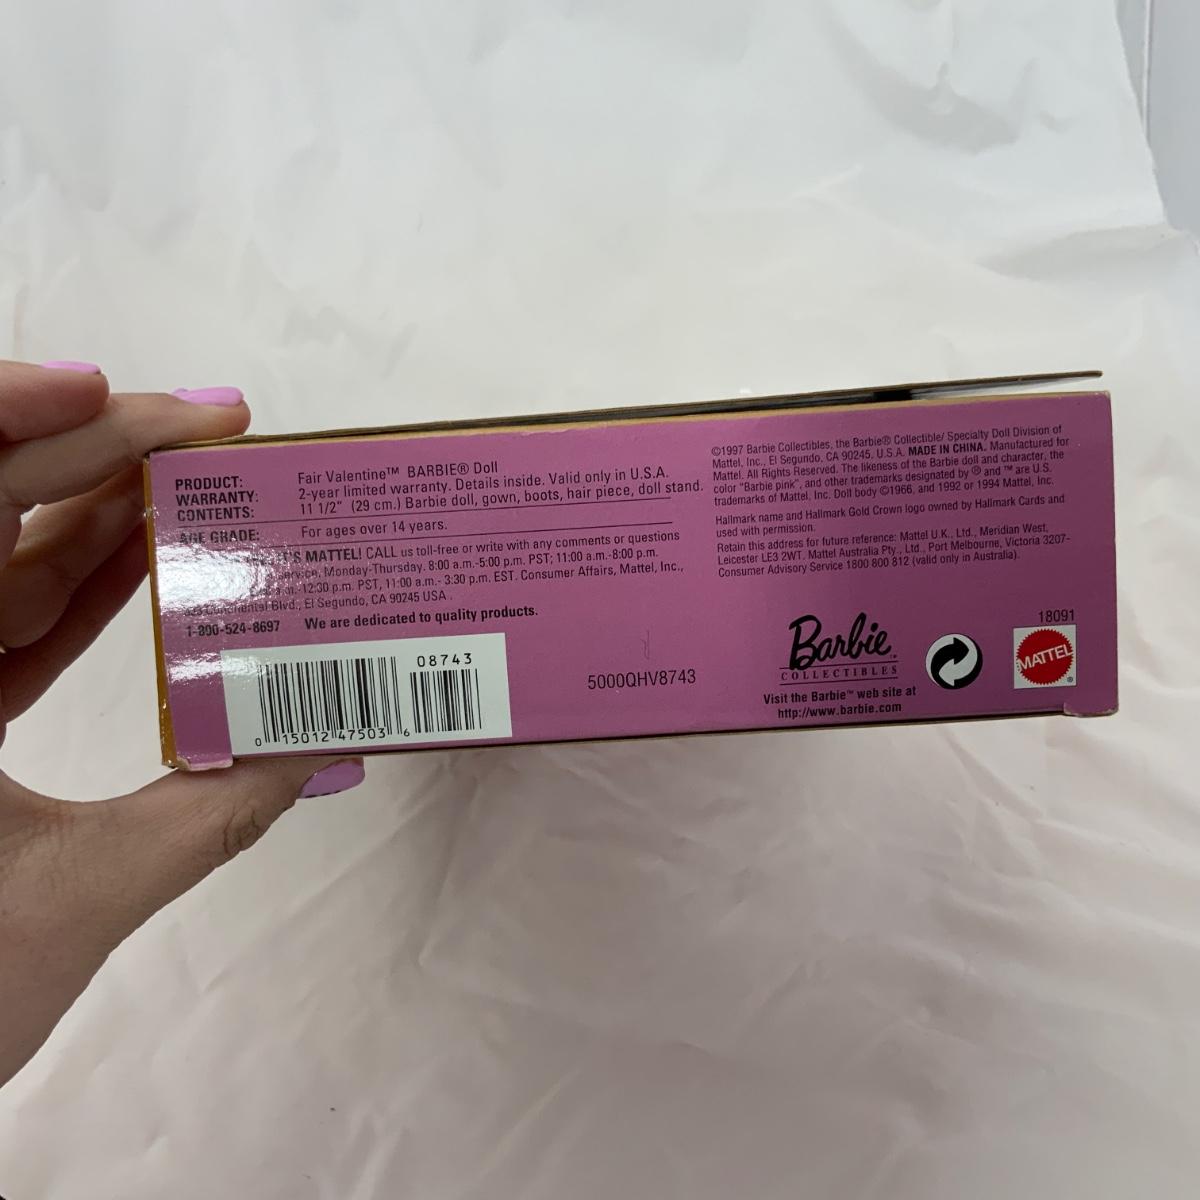 PRODUCT: Fair Valentine™ BARBIE® Doll
WARRANTY: 2-year limited warranty. Details inside. Valid only in U.S.A.
CONTENTS: 11 1/2" (29 cm.) Barbie doll, gown, boots, hair piece, doll stand.
AGE GRADE: For ages over 14 years.
IT'S MATTEL! CALL us toll-free or write with any comments or questions
service, Monday-Thursday. 8:00 a.m.-5:00 p.m. PST; 11:00 a.m.-8:00 p.m.
a.m.-12:30 p.m. PST, 11:00 a.m.- 3:30 p.m. EST. Consumer Affairs, Mattel, Inc.,
Continental Blvd., El Segundo, CA 90245 USA.
1-800-524-8697 We are dedicated to quality products.
08743
0 15012 47503 6
5000QHV8743
©1997 Barbie Collectibles, the Barbie® Collectible/ Specialty Doll Division of
Mattel, Inc., El Segundo, CA 90245, U.S.A. MADE IN CHINA. Manufactured for
Mattel. All Rights Reserved. The likeness of the Barbie doll and character, the
color "Barbie pink", and other trademarks designated by ® and ™ are U.S.
trademarks of Mattel, Inc. Doll body ©1966, and 1992 or 1994 Mattel, Inc.
Hallmark name and Hallmark Gold Crown logo owned by Hallmark Cards and
used with permission.
Retain this address for future reference: Mattel U.K., Ltd., Meridian West,
Leicester LE3 2WT. Mattel Australia Pty., Ltd., Port Melbourne, Victoria 3207-
Consumer Advisory Service 1800 800 812 (valid only in Australia).
Barbie™
COLLECTIBLES
Visit the Barbie™ web site at
http://www.barbie.com
18091
MATTEL®